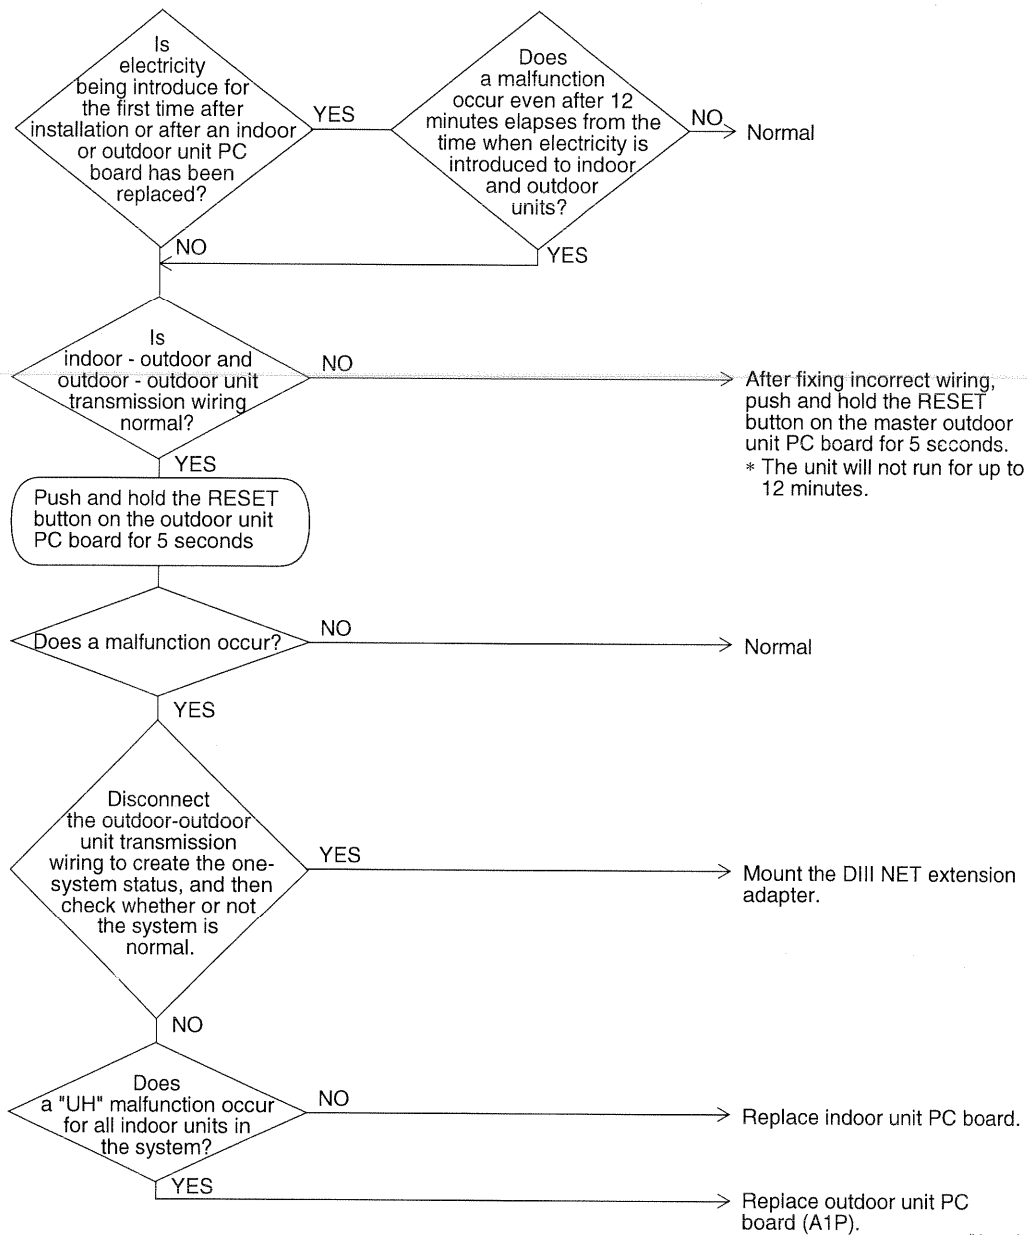 Is
electricity
being introduce for
the first time after
installation or after an indoor
or outdoor unit PC
board has been
replaced?
YES
Does
a malfunction
occur even after 12
minutes elapses from the
time when electricity is
introduced to indoor
and outdoor
units?
NO
Normal
NO
YES
Is
indoor - outdoor and
outdoor - outdoor unit
transmission wiring
normal?
NO
After fixing incorrect wiring,
push and hold the RESET
button on the master outdoor
unit PC board for 5 seconds.
* The unit will not run for up to
12 minutes.
YES
Push and hold the RESET
button on the outdoor unit
PC board for 5 seconds
Does a malfunction occur?
NO
Normal
YES
Disconnect
the outdoor-outdoor
unit transmission
wiring to create the one-
system status, and then
check whether or not
the system is
normal.
YES
Mount the DIII NET extension
adapter.
NO
Does
a "UH" malfunction occur
for all indoor units in
the system?
NO
Replace indoor unit PC board.
YES
Replace outdoor unit PC
board (A1P).